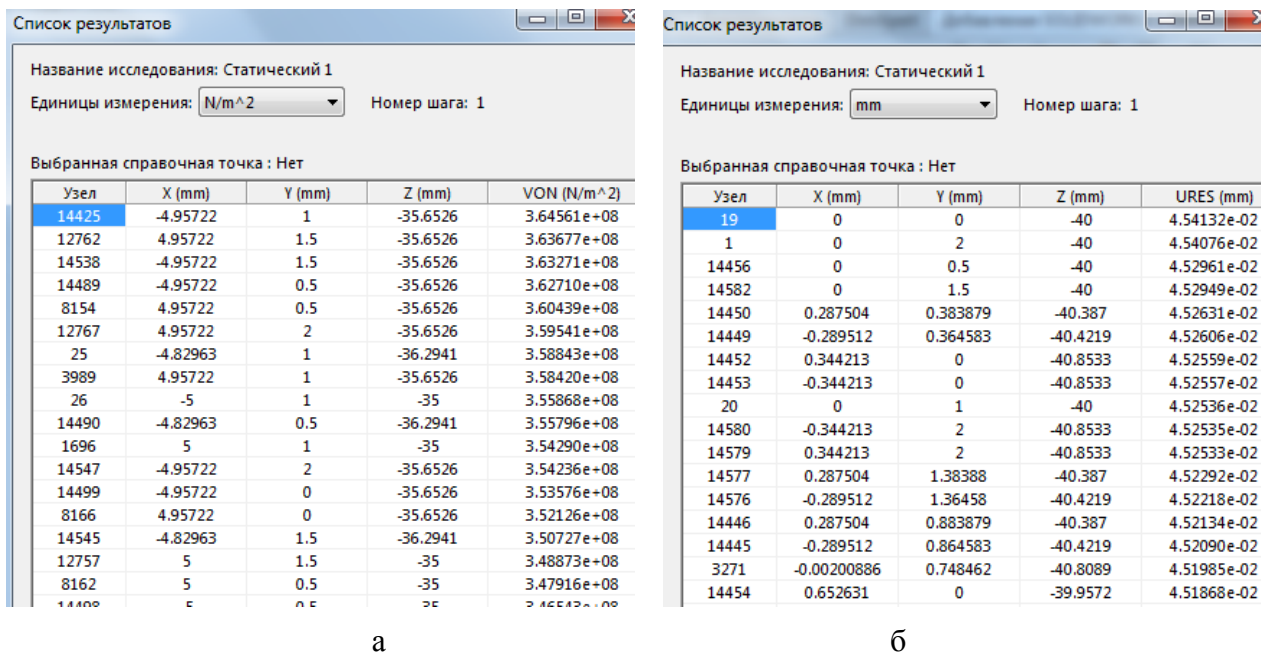 Список результатов
Название исследования: Статический 1
Единицы измерения: N/m^2 Номер шага: 1
Выбранная справочная точка : Нет
Узел X (mm) Y (mm) Z (mm) VON (N/m^2)
14425 -4.95722 1 -35.6526 3.64561e+08
12762 4.95722 1.5 -35.6526 3.63677e+08
14538 -4.95722 1.5 -35.6526 3.63271e+08
14489 -4.95722 0.5 -35.6526 3.62710e+08
8154 4.95722 0.5 -35.6526 3.60439e+08
12767 4.95722 2 -35.6526 3.59541e+08
25 -4.82963 1 -36.2941 3.58843e+08
3989 4.95722 1 -35.6526 3.58420e+08
26 -5 1 -35 3.55868e+08
14490 -4.82963 0.5 -36.2941 3.55796e+08
1696 5 1 -35 3.54290e+08
14547 -4.95722 2 -35.6526 3.54236e+08
14499 -4.95722 0 -35.6526 3.53576e+08
8166 4.95722 0 -35.6526 3.52126e+08
14545 -4.82963 1.5 -36.2941 3.50727e+08
12757 5 1.5 -35 3.48873e+08
8162 5 0.5 -35 3.47916e+08
а
Список результатов
Название исследования: Статический 1
Единицы измерения: mm Номер шага: 1
Выбранная справочная точка : Нет
Узел X (mm) Y (mm) Z (mm) URES (mm)
19 0 0 -40 4.54132e-02
1 0 2 -40 4.54076e-02
14456 0 0.5 -40 4.52961e-02
14582 0 1.5 -40 4.52949e-02
14450 0.287504 0.383879 -40.387 4.52631e-02
14449 -0.289512 0.364583 -40.4219 4.52606e-02
14452 0.344213 0 -40.8533 4.52559e-02
14453 -0.344213 0 -40.8533 4.52557e-02
20 0 1 -40 4.52536e-02
14580 -0.344213 2 -40.8533 4.52535e-02
14579 0.344213 2 -40.8533 4.52533e-02
14577 0.287504 1.38388 -40.387 4.52292e-02
14576 -0.289512 1.36458 -40.4219 4.52218e-02
14446 0.287504 0.883879 -40.387 4.52134e-02
14445 -0.289512 0.864583 -40.4219 4.52090e-02
3271 -0.00200886 0.748462 -40.8089 4.51985e-02
14454 0.652631 0 -39.9572 4.51868e-02
б